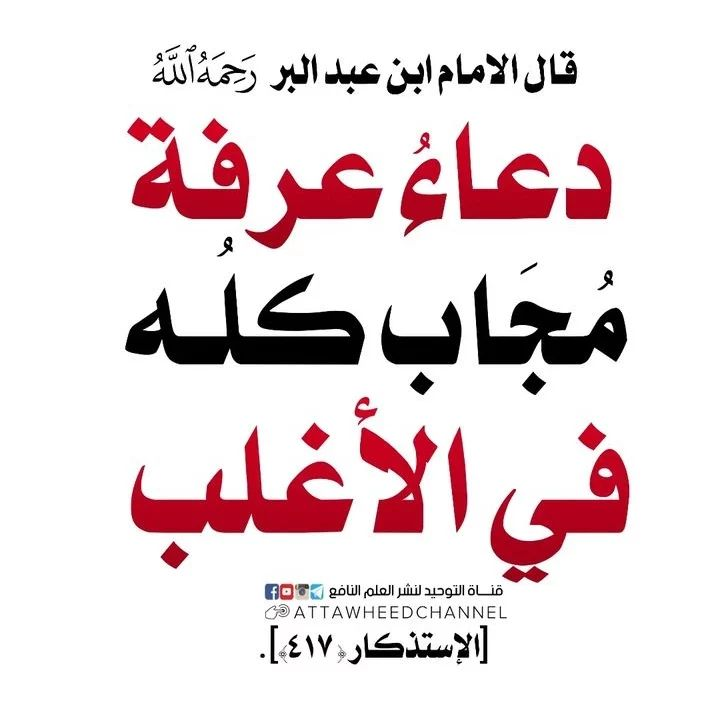 قال الامام ابن عبد البر رَحِمَهُ ٱللَّهُ
دعاءُ عرفة
مُجَاب كلُه
في الأغلب
قناة التوحيد لنشر العلم النافع
ATTAWHEEDCHANNEL
[الإستذكار ﴿٤١٧﴾].